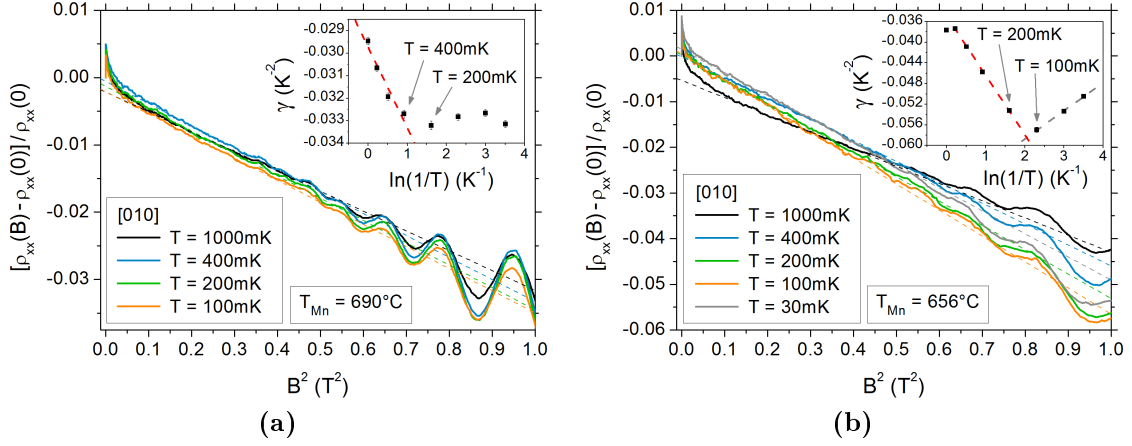 0.01
0.00
-0.01
-0.02
-0.03
[ρxx(B) - ρxx(0)] / ρxx(0)
0.0 0.1 0.2 0.3 0.4 0.5 0.6 0.7 0.8 0.9 1.0
B² (T²)
[010]
T = 1000mK
T = 400mK
T = 200mK
T = 100mK
T_Mn = 690°C
-0.029
-0.030
-0.031
-0.033
-0.033
-0.034
γ (K⁻²)
T = 400mK
T = 200mK
0 1 2 3 4
ln(1/T) (K⁻¹)
(a)
0.01
0.00
-0.01
-0.02
-0.03
-0.04
-0.05
-0.06
[ρxx(B) - ρxx(0)] / ρxx(0)
0.0 0.1 0.2 0.3 0.4 0.5 0.6 0.7 0.8 0.9 1.0
B² (T²)
[010]
T = 1000mK
T = 400mK
T = 200mK
T = 100mK
T = 30mK
T_Mn = 656°C
-0.036
-0.040
-0.044
-0.048
-0.052
-0.056
-0.060
γ (K⁻²)
T = 200mK
T = 100mK
0 1 2 3 4
ln(1/T) (K⁻¹)
(b)